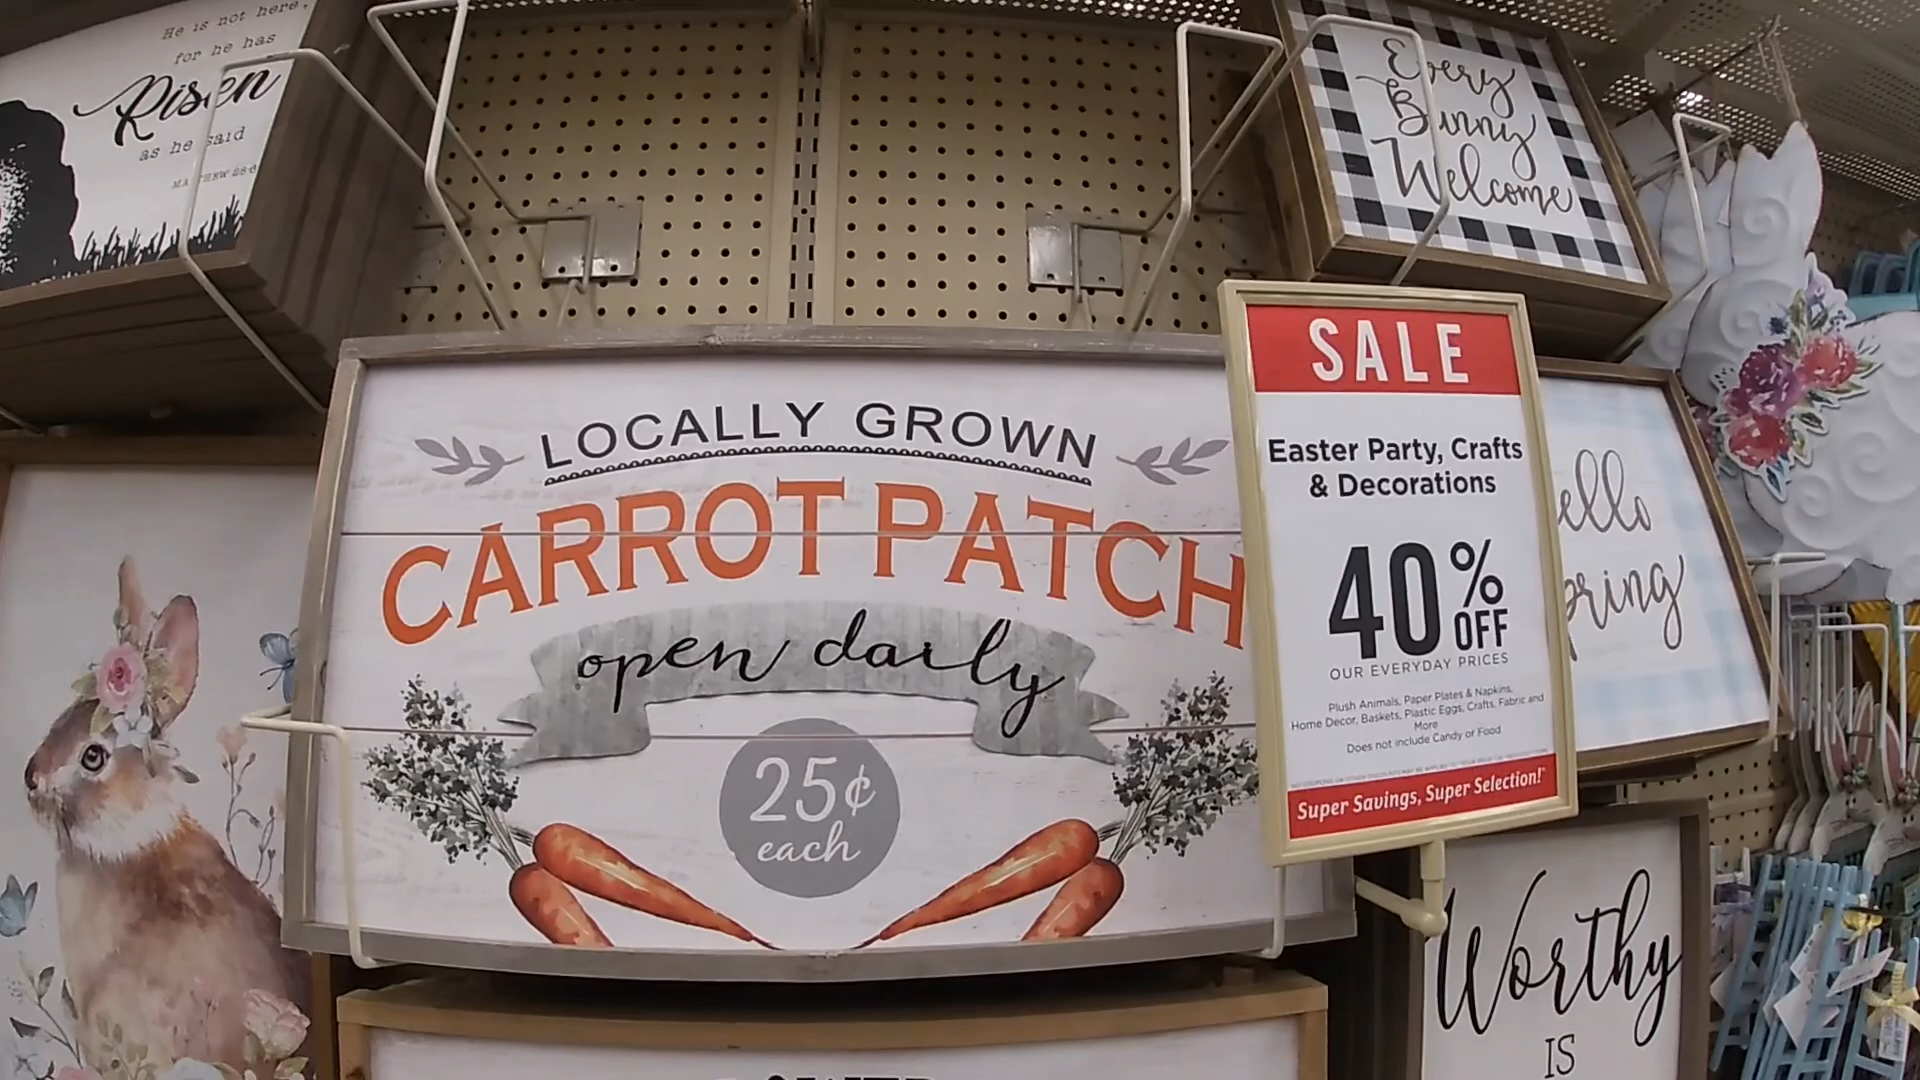 He is not here,
for he has
Risen
as he said
MATTHEW 28:6
Every
Bunny
Welcome
LOCALLY GROWN
CARROT PATCH
open daily
25¢
each
SALE
Easter Party, Crafts
& Decorations
40%
OFF
OUR EVERYDAY PRICES
Plush Animals, Paper Plates & Napkins,
Home Decor, Baskets, Plastic Eggs, Crafts, Fabric and
More
Does not include Candy or Food
Super Savings, Super Selection!
ello
pring
Worthy
IS